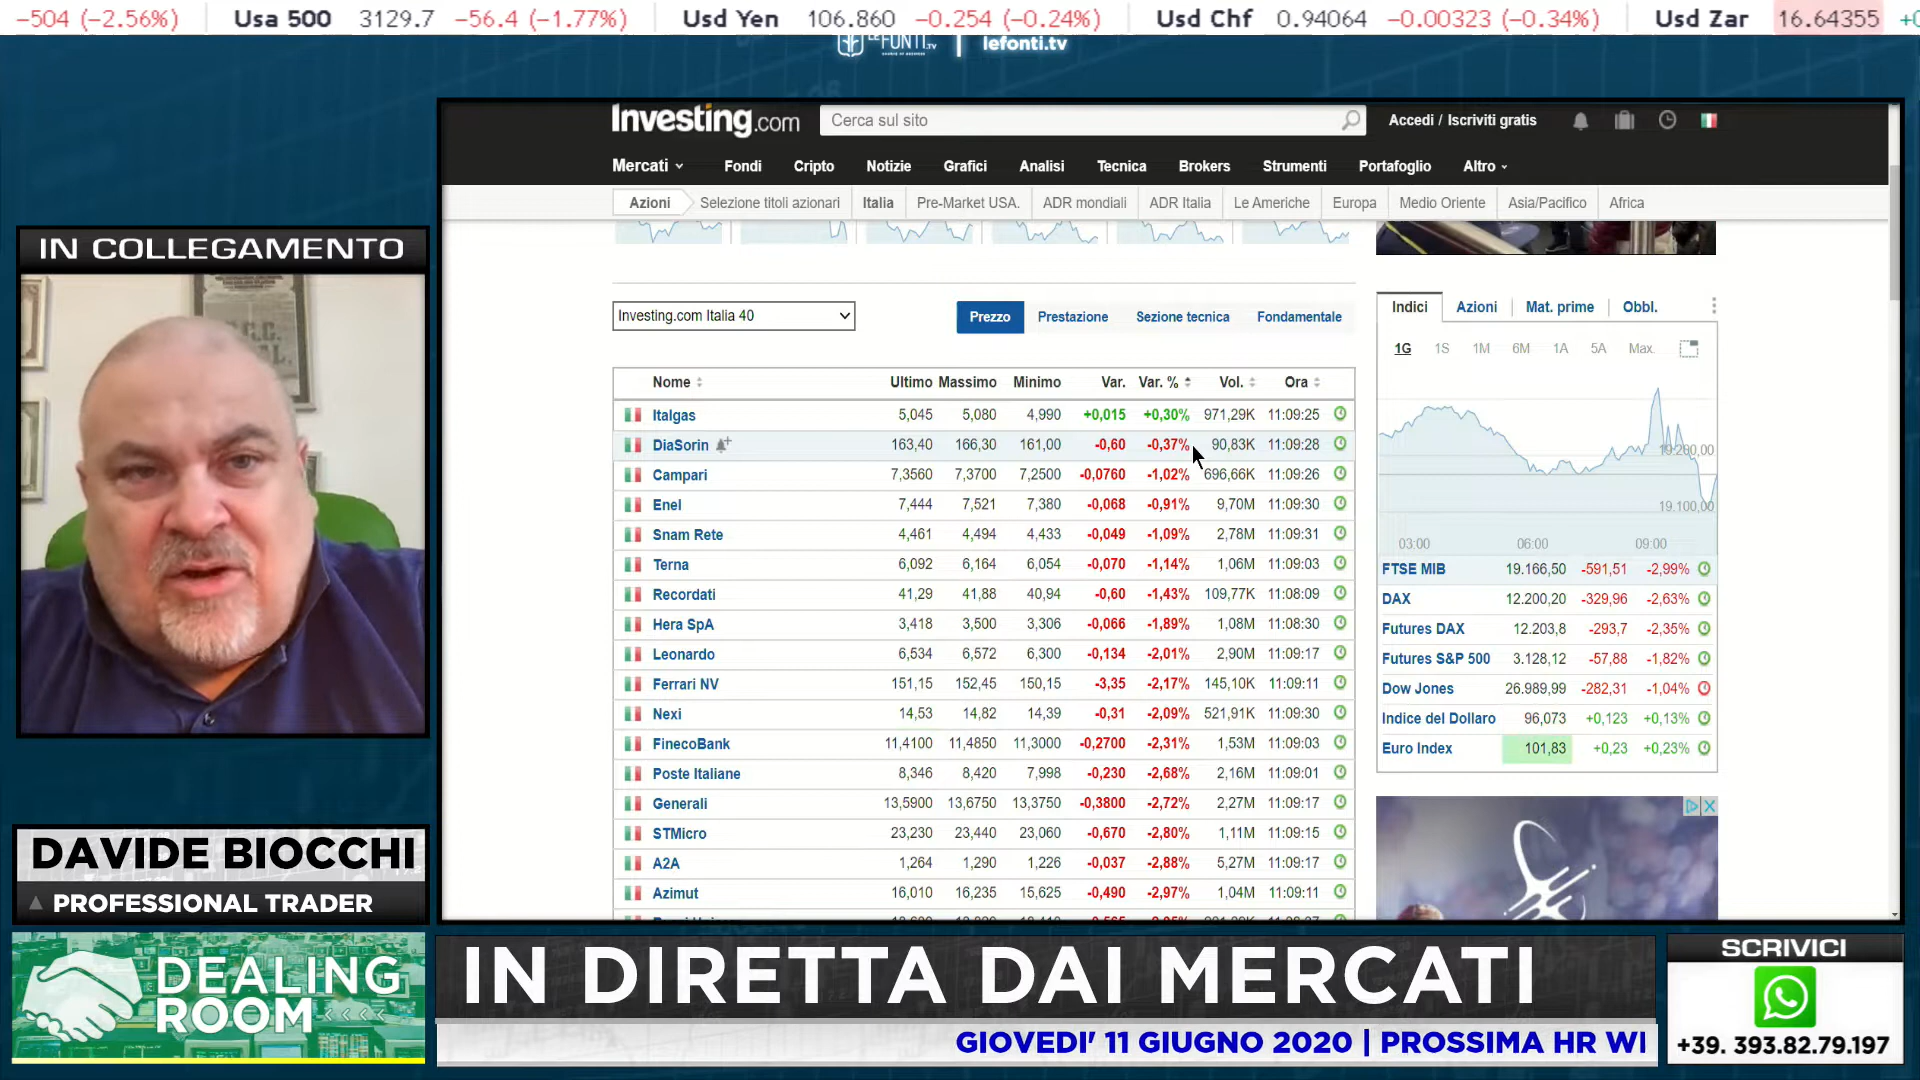 -504 (-2.56%) Usa 500 3129.7 -56.4 (-1.77%) Usd Yen 106.860 -0.254 (-0.24%) Usd Chf 0.94064 -0.00323 (-0.34%) Usd Zar 16.64355
LEFONTI.TV lefonti.tv
IN COLLEGAMENTO
DAVIDE BIOCCHI
PROFESSIONAL TRADER
DEALING
ROOM
Investing.com Cerca sul sito Accedi / Iscriviti gratis
Mercati Fondi Cripto Notizie Grafici Analisi Tecnica Brokers Strumenti Portafoglio Altro
Azioni Selezione titoli azionari Italia Pre-Market USA. ADR mondiali ADR Italia Le Americhe Europa Medio Oriente Asia/Pacifico Africa
Investing.com Italia 40 Prezzo Prestazione Sezione tecnica Fondamentale
Nome Ultimo Massimo Minimo Var. Var. % Vol. Ora
Italgas 5,045 5,080 4,990 +0,015 +0,30% 971,29K 11:09:25
DiaSorin 163,40 166,30 161,00 -0,60 -0,37% 90,83K 11:09:28
Campari 7,3560 7,3700 7,2500 -0,0760 -1,02% 696,66K 11:09:26
Enel 7,444 7,521 7,380 -0,068 -0,91% 9,70M 11:09:30
Snam Rete 4,461 4,494 4,433 -0,049 -1,09% 2,78M 11:09:31
Terna 6,092 6,164 6,054 -0,070 -1,14% 1,06M 11:09:03
Recordati 41,29 41,88 40,94 -0,60 -1,43% 109,77K 11:08:09
Hera SpA 3,418 3,500 3,306 -0,066 -1,89% 1,08M 11:08:30
Leonardo 6,534 6,572 6,300 -0,134 -2,01% 2,90M 11:09:17
Ferrari NV 151,15 152,45 150,15 -3,35 -2,17% 145,10K 11:09:11
Nexi 14,53 14,82 14,39 -0,31 -2,09% 521,91K 11:09:30
FinecoBank 11,4100 11,4850 11,3000 -0,2700 -2,31% 1,53M 11:09:03
Poste Italiane 8,346 8,420 7,998 -0,230 -2,68% 2,16M 11:09:01
Generali 13,5900 13,6750 13,3750 -0,3800 -2,72% 2,27M 11:09:17
STMicro 23,230 23,440 23,060 -0,670 -2,80% 1,11M 11:09:15
A2A 1,264 1,290 1,226 -0,037 -2,88% 5,27M 11:09:17
Azimut 16,010 16,235 15,625 -0,490 -2,97% 1,04M 11:09:11
Indici Azioni Mat. prime Obbl.
1G 1S 1M 6M 1A 5A Max.
19.200,00
19.100,00
03:00 06:00 09:00
FTSE MIB 19.166,50 -591,51 -2,99%
DAX 12.200,20 -329,96 -2,63%
Futures DAX 12.203,8 -293,7 -2,35%
Futures S&P 500 3.128,12 -57,88 -1,82%
Dow Jones 26.989,99 -282,31 -1,04%
Indice del Dollaro 96,073 +0,123 +0,13%
Euro Index 101,83 +0,23 +0,23%
IN DIRETTA DAI MERCATI
GIOVEDI' 11 GIUGNO 2020 | PROSSIMA HR WI
SCRIVICI
+39. 393.82.79.197